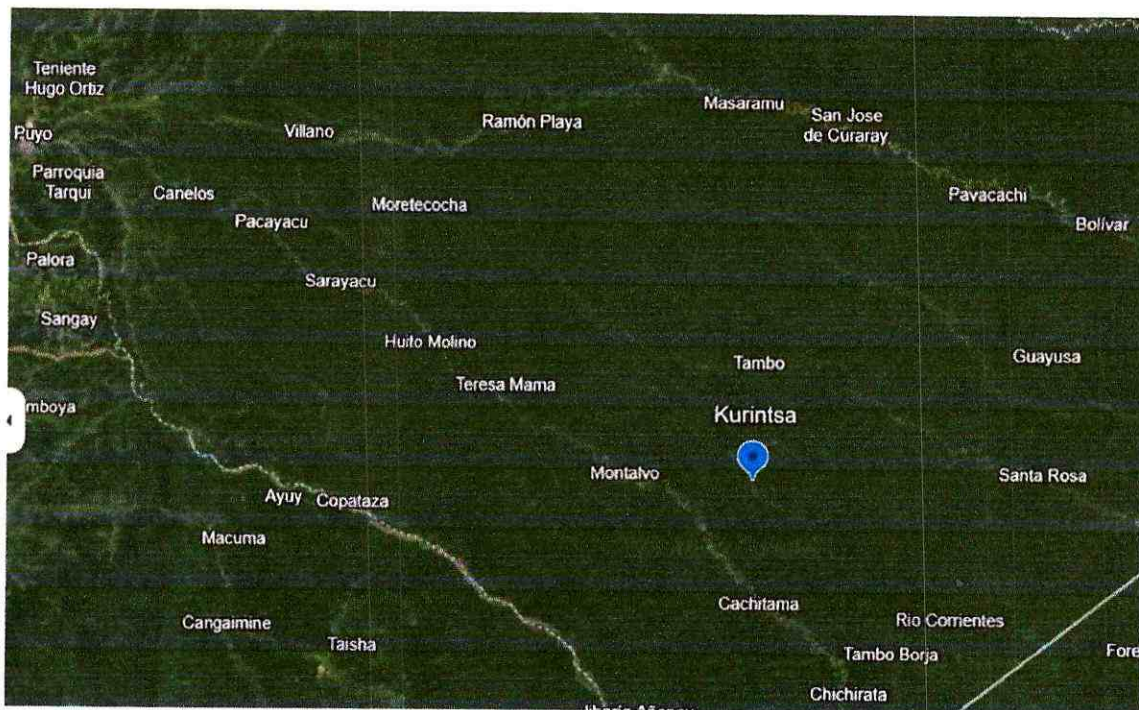 Teniente
Hugo Ortiz
Puyo
Villano
Ramón Playa
Masaramu
San Jose
de Curaray
Parroquia
Tarqui
Canelos
Pacayacu
Moretecocha
Pavacachi
Bolívar
Palora
Sarayacu
Sangay
Huito Molino
Tambo
Guayusa
Teresa Mama
mboya
Kurintsa
Montalvo
Santa Rosa
Ayuy
Copataza
Macuma
Cachitama
Rio Corrientes
Cangaimine
Taisha
Tambo Borja
Fore
Chichirata